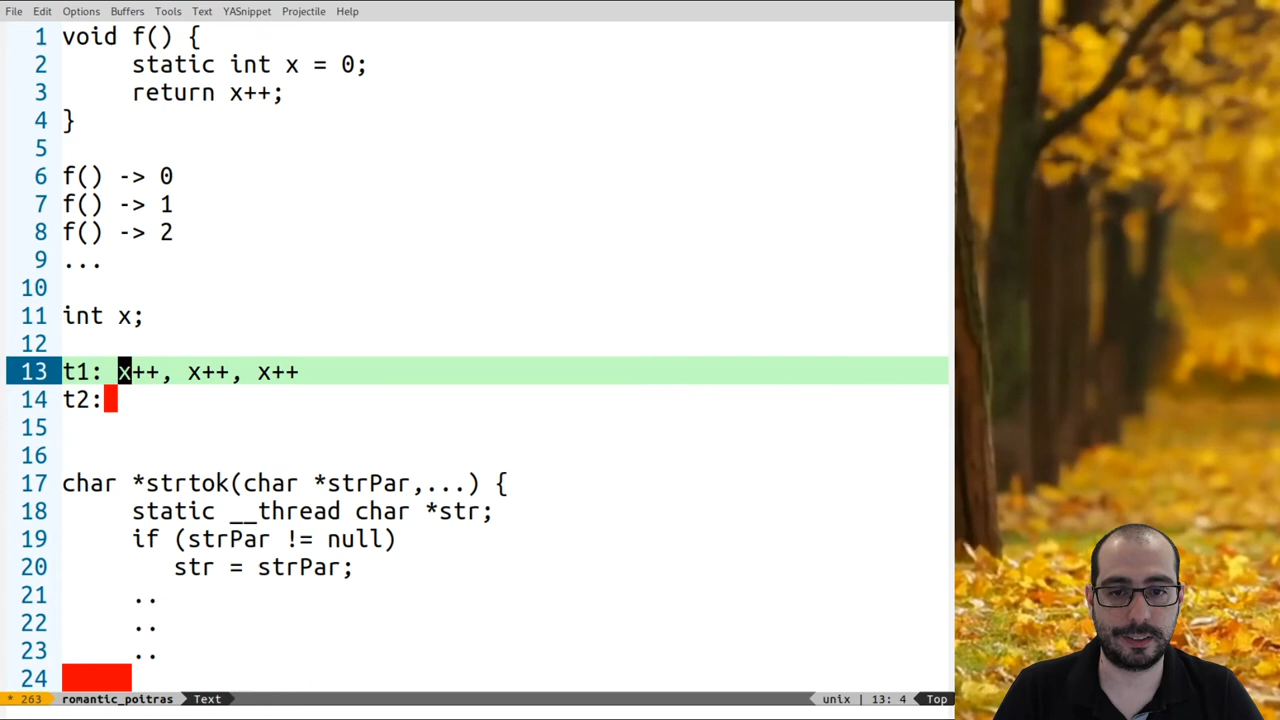 File Edit Options Buffers Tools Text YASnippet Projectile Help
1 void f() {
2 static int x = 0;
3 return x++;
4 }
5
6 f() -> 0
7 f() -> 1
8 f() -> 2
9 ...
10
11 int x;
12
13 t1: x++, x++, x++
14 t2:
15
16
17 char *strtok(char *strPar,...) {
18 static __thread char *str;
19 if (strPar != null)
20 str = strPar;
21 ..
22 ..
23 ..
24
* 263 romantic_poitras Text unix | 13: 4 Top